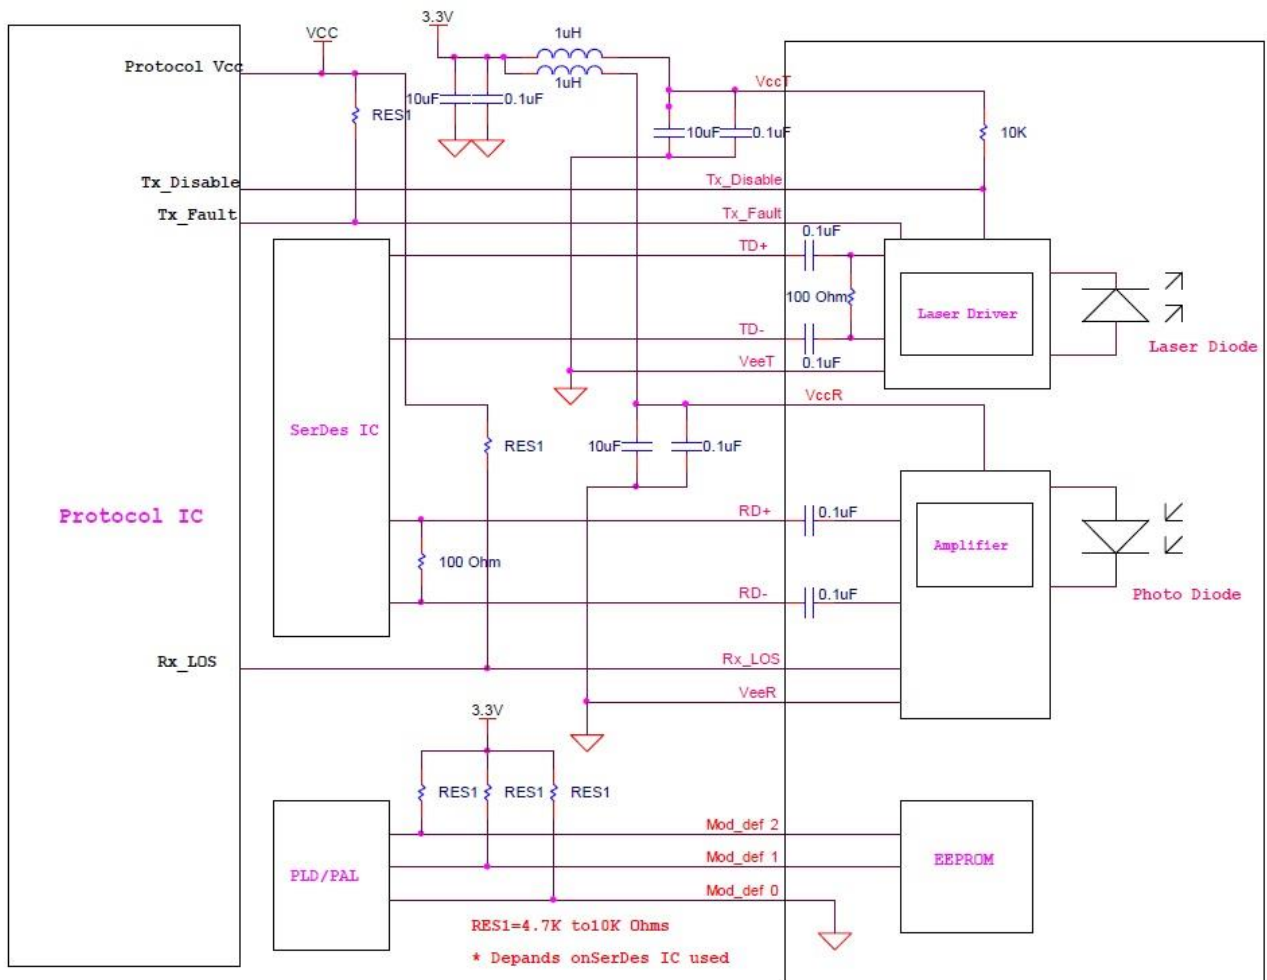 3.3V
VCC
1uH
Protocol Vcc
1uH
VccT
10uF
0.1uF
RES1
10uF
0.1uF
10K
Tx_Disable
Tx_Disable
Tx_Fault
Tx_Fault
0.1uF
TD+
100 Ohm
Laser Driver
TD-
Laser Diode
VeeT
0.1uF
VccR
SerDes IC
RES1
10uF
0.1uF
Protocol IC
RD+
0.1uF
Amplifier
100 Ohm
RD-
0.1uF
Photo Diode
Rx_LOS
Rx_LOS
VeeR
3.3V
RES1
RES1
RES1
Mod_def 2
Mod_def 1
EEPROM
PLD/PAL
Mod_def 0
RES1=4.7K to10K Ohms
* Depands onSerDes IC used